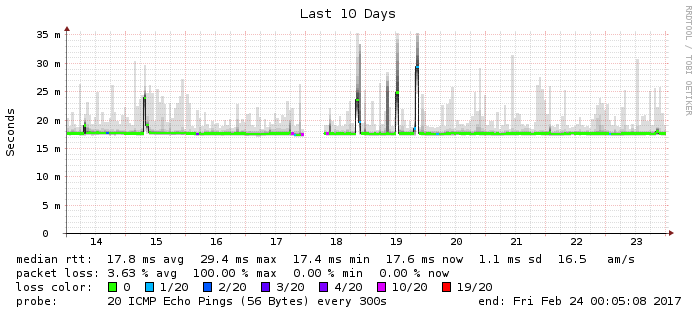 Last 10 Days
RRDTOOL / TOBI OETIKER
Seconds
35 m
30 m
25 m
20 m
15 m
10 m
5 m
0
14 15 16 17 18 19 20 21 22 23
median rtt: 17.8 ms avg 29.4 ms max 17.4 ms min 17.6 ms now 1.1 ms sd 16.5 am/s
packet loss: 3.63 % avg 100.00 % max 0.00 % min 0.00 % now
loss color: 0 1/20 2/20 3/20 4/20 10/20 19/20
probe: 20 ICMP Echo Pings (56 Bytes) every 300s end: Fri Feb 24 00:05:08 2017